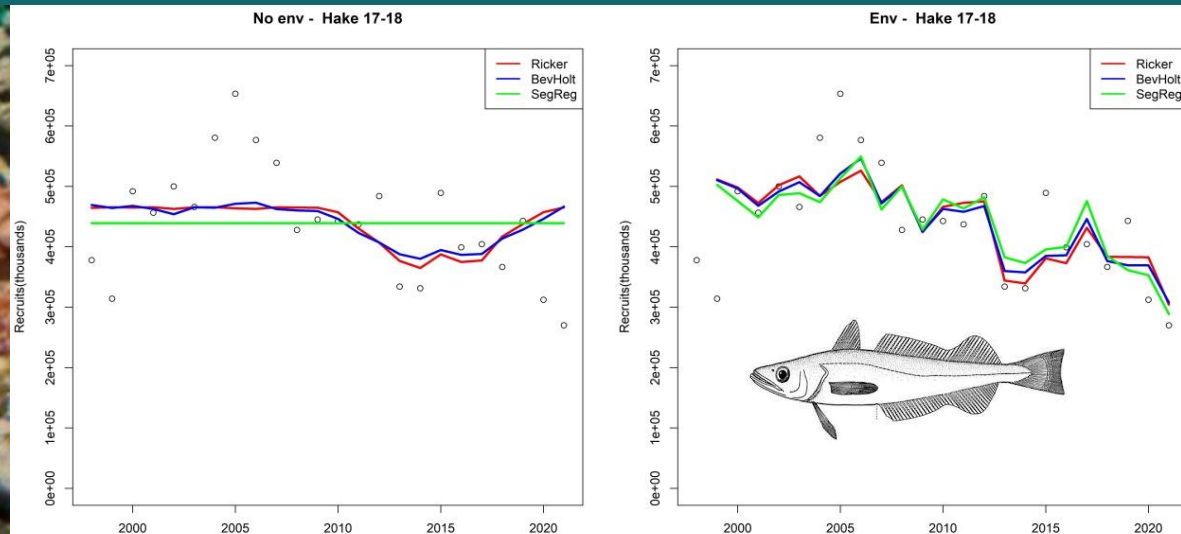 No env -  Hake 17-18
Ricker
BevHolt
SegReg
Recruits(thousands)
7e+05
6e+05
5e+05
4e+05
3e+05
2e+05
1e+05
0e+00
2000 2005 2010 2015 2020
Env -  Hake 17-18
Ricker
BevHolt
SegReg
Recruits(thousands)
7e+05
6e+05
5e+05
4e+05
3e+05
2e+05
1e+05
0e+00
2000 2005 2010 2015 2020